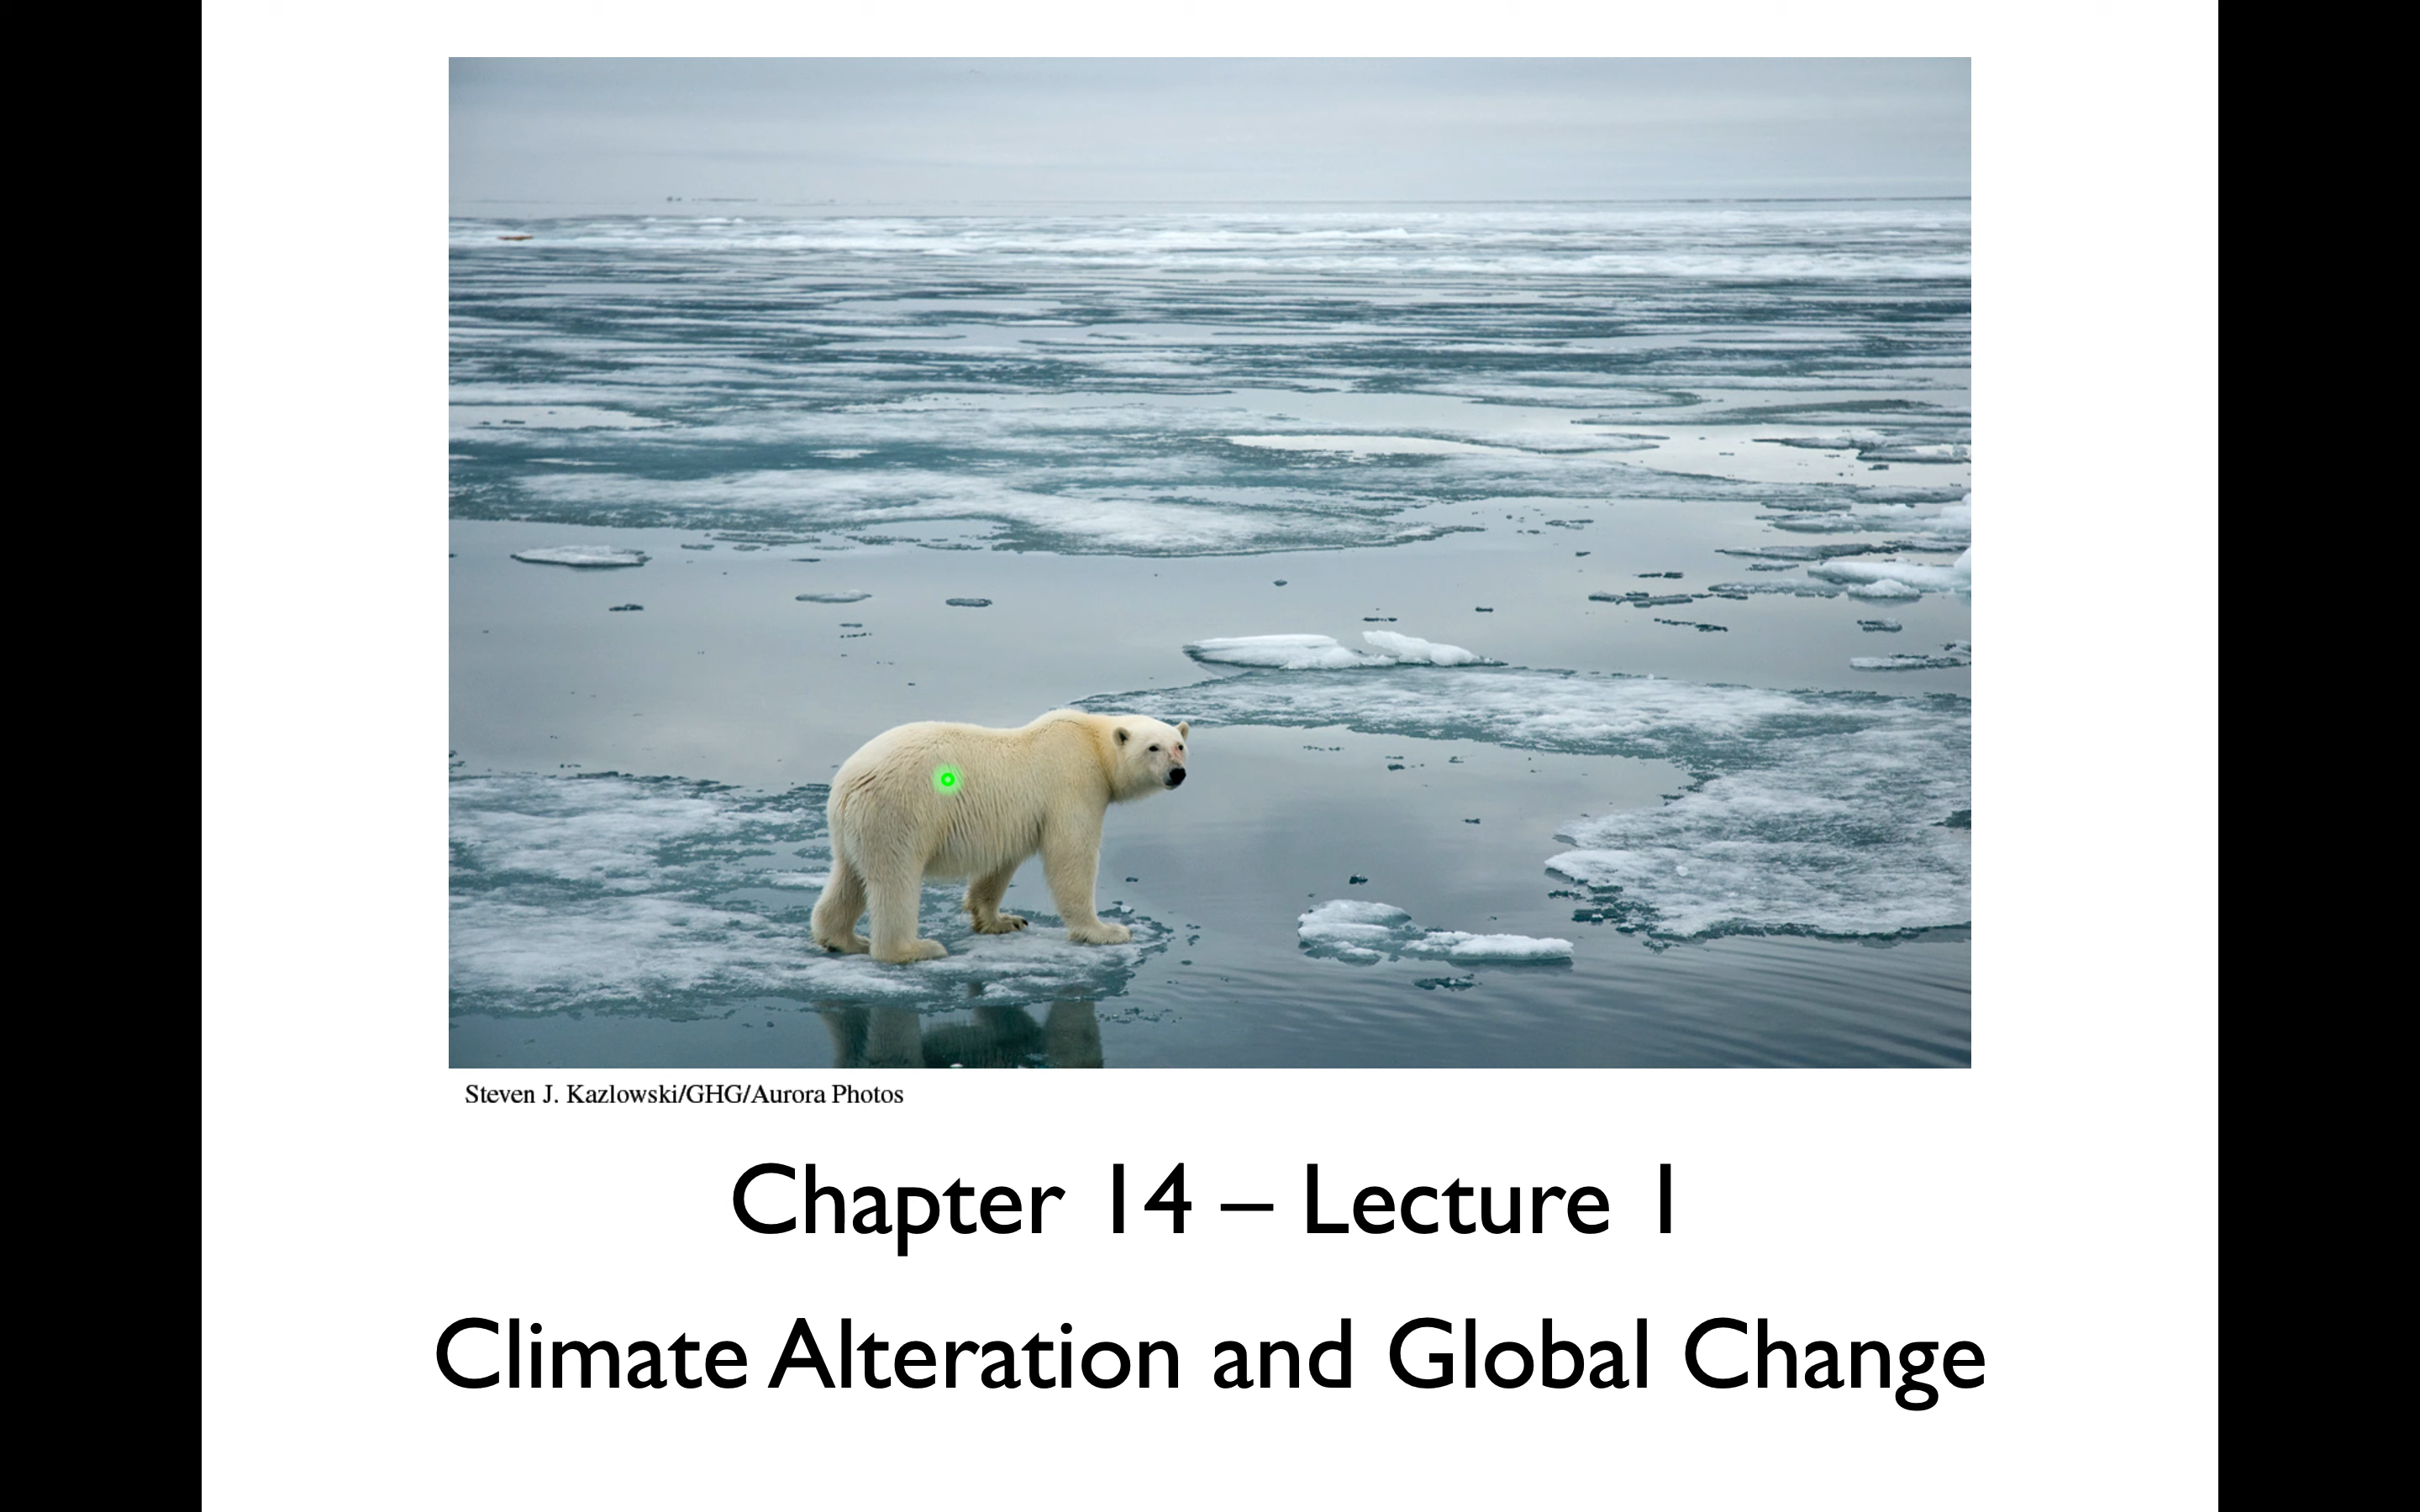 Steven J. Kazlowski/GHG/Aurora Photos
Chapter 14 – Lecture 1
Climate Alteration and Global Change